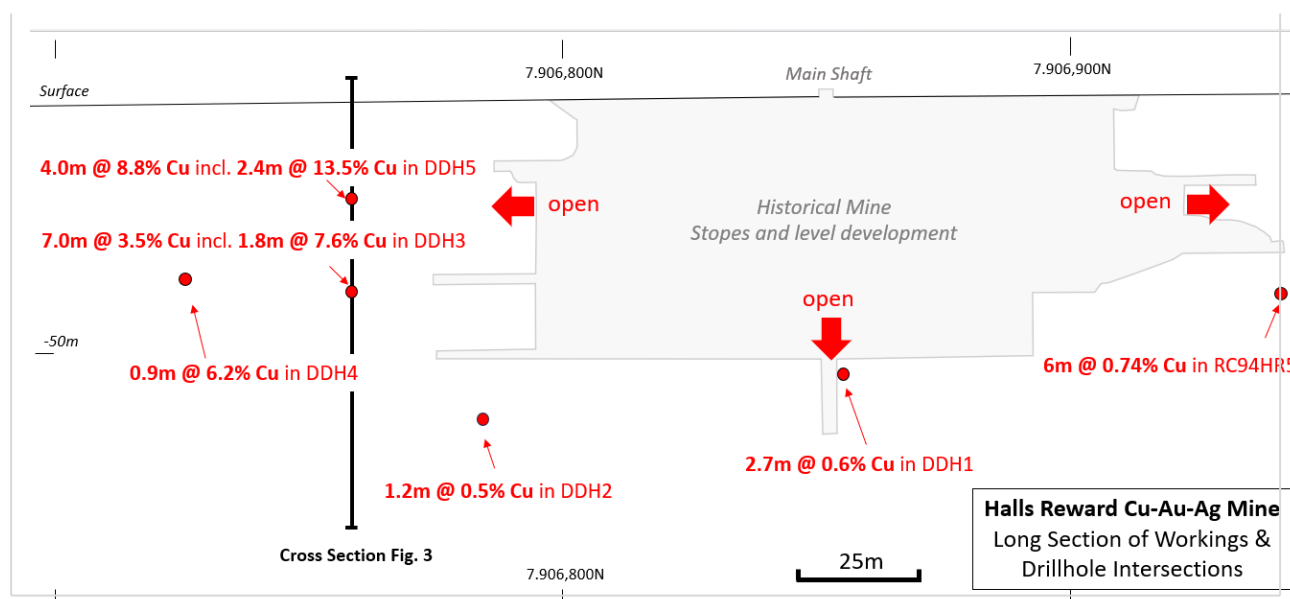 7.906,800N
7.906,900N
Main Shaft
Surface
4.0m @ 8.8% Cu incl. 2.4m @ 13.5% Cu in DDH5
open
open
Historical Mine
Stopes and level development
7.0m @ 3.5% Cu incl. 1.8m @ 7.6% Cu in DDH3
open
-50m
0.9m @ 6.2% Cu in DDH4
6m @ 0.74% Cu in RC94HR5
2.7m @ 0.6% Cu in DDH1
1.2m @ 0.5% Cu in DDH2
Cross Section Fig. 3
25m
7.906,800N
Halls Reward Cu-Au-Ag Mine
Long Section of Workings &
Drillhole Intersections